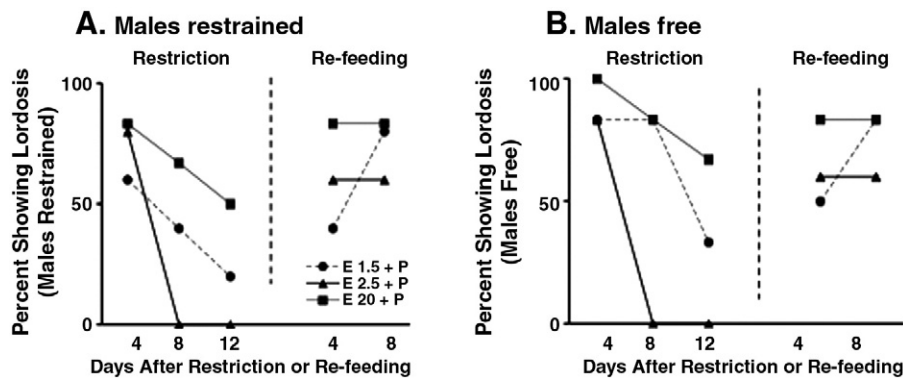 A. Males restrained
Restriction
Re-feeding
Percent Showing Lordosis
(Males Restrained)
100
50
0
E 1.5 + P
E 2.5 + P
E 20 + P
4 8 12 4 8
Days After Restriction or Re-feeding
B. Males free
Restriction
Re-feeding
Percent Showing Lordosis
(Males Free)
100
50
0
4 8 12 4 8
Days After Restriction or Re-feeding